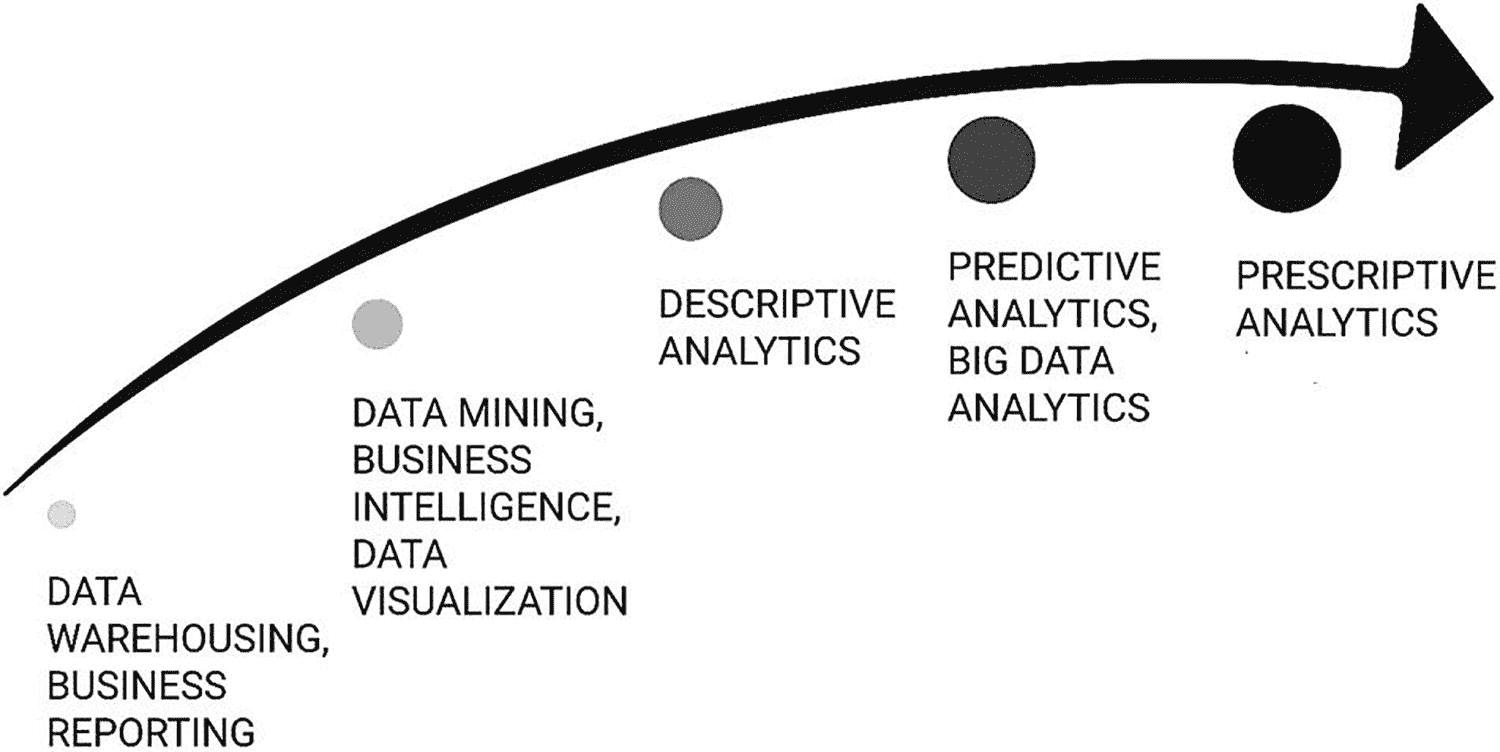 DATA
WAREHOUSING,
BUSINESS
REPORTING
DATA MINING,
BUSINESS
INTELLIGENCE,
DATA
VISUALIZATION
DESCRIPTIVE
ANALYTICS
PREDICTIVE
ANALYTICS,
BIG DATA
ANALYTICS
PRESCRIPTIVE
ANALYTICS